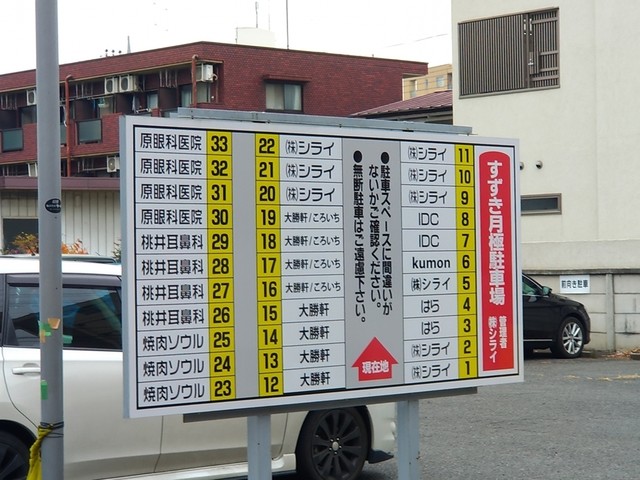 原眼科医院 33
原眼科医院 32
原眼科医院 31
原眼科医院 30
桃井耳鼻科 29
桃井耳鼻科 28
桃井耳鼻科 27
桃井耳鼻科 26
焼肉ソウル 25
焼肉ソウル 24
焼肉ソウル 23
22 ㈱シライ
21 ㈱シライ
20 ㈱シライ
19 大勝軒/ころいち
18 大勝軒/ころいち
17 大勝軒/ころいち
16 大勝軒/ころいち
15 大勝軒
14 大勝軒
13 大勝軒
12 大勝軒
●駐車スペースに間違いが
ないかご確認ください。
●無断駐車はご遠慮下さい。
現在地
㈱シライ 11
㈱シライ 10
㈱シライ 9
IDC 8
IDC 7
kumon 6
㈱シライ 5
はら 4
はら 3
㈱シライ 2
㈱シライ 1
すずき月極駐車場
管理者
㈱シライ
前向き駐車